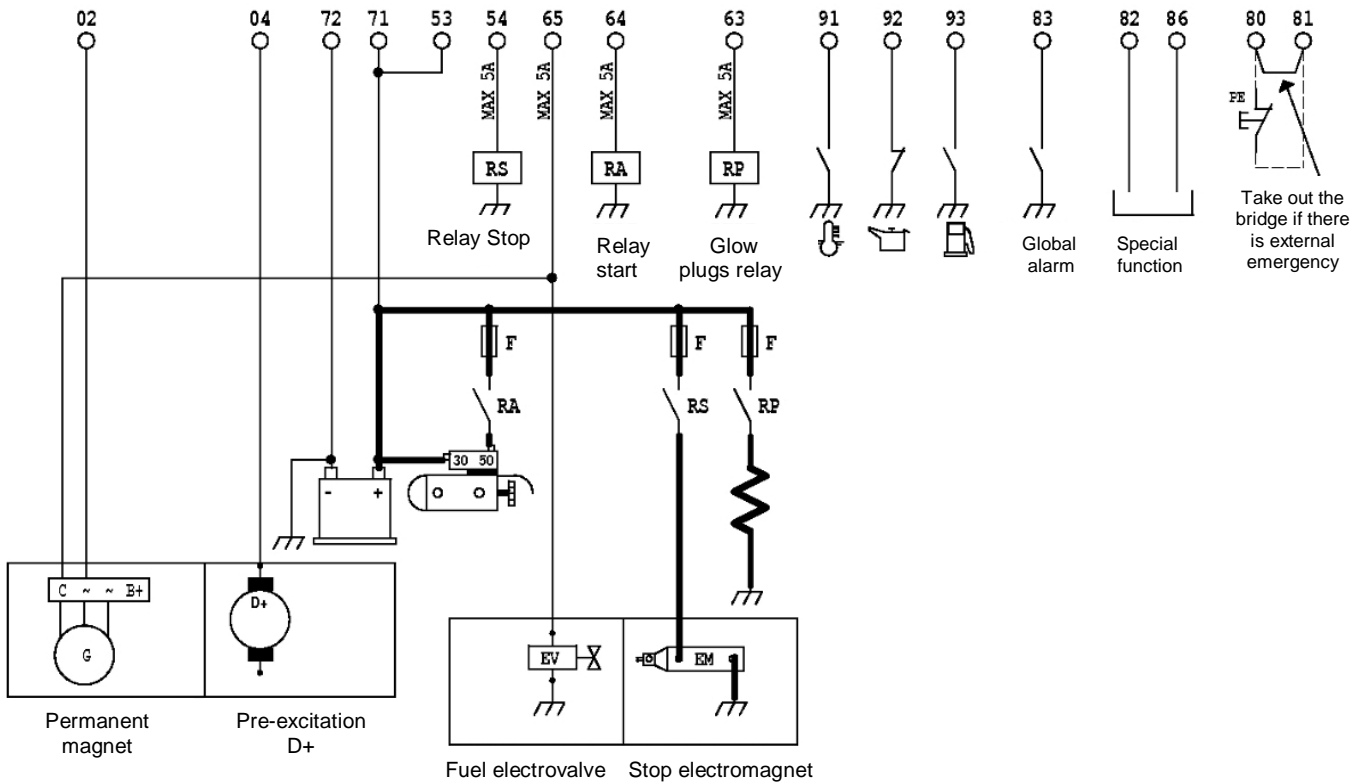 02 04 72 71 53 54 65 64 63 91 92 93 83 82 86 80 81
MAX 5A MAX 5A MAX 5A MAX 5A
PE
RS RA RP
Relay Stop
Relay
start
Glow
plugs relay
Global
alarm
Special
function
Take out the
bridge if there
is external
emergency
F F F
RA RS RP
30 50
- +
C ~ ~ B+
G
D+
EV
EM
Permanent
magnet
Pre-excitation
D+
Fuel electrovalve
Stop electromagnet